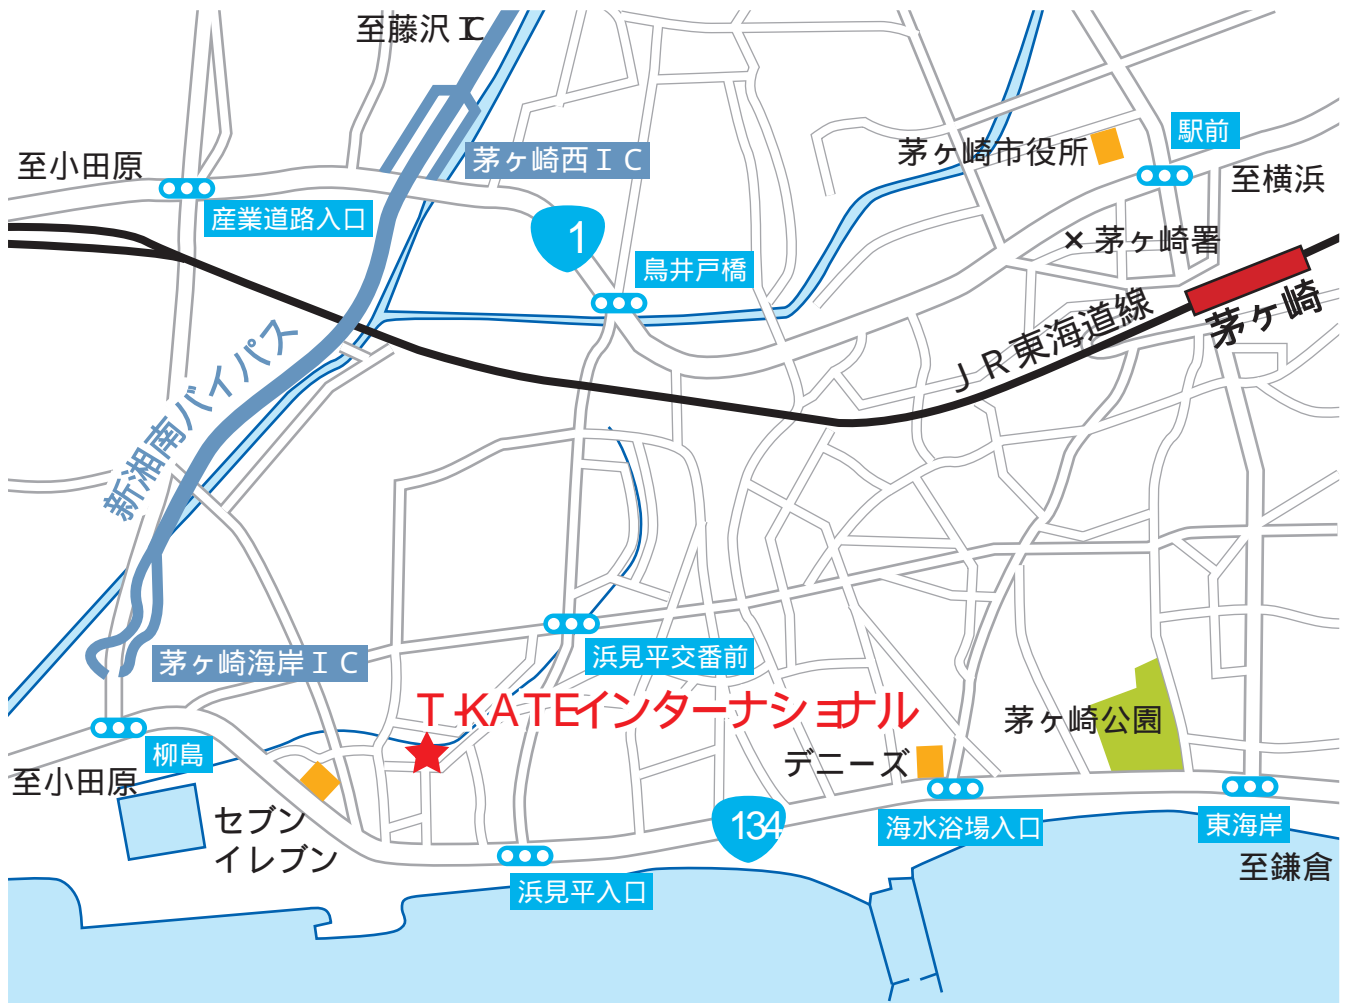 至藤沢ＩＣ
至小田原
茅ヶ崎西ＩＣ
産業道路入口
1
鳥井戸橋
茅ヶ崎市役所
駅前
至横浜
×茅ヶ崎署
茅ヶ崎
ＪＲ東海道線
新湘南バイパス
茅ヶ崎海岸ＩＣ
浜見平交番前
T-KATEインターナショナル
柳島
至小田原
セブン
イレブン
デニーズ
茅ヶ崎公園
134
海水浴場入口
東海岸
至鎌倉
浜見平入口